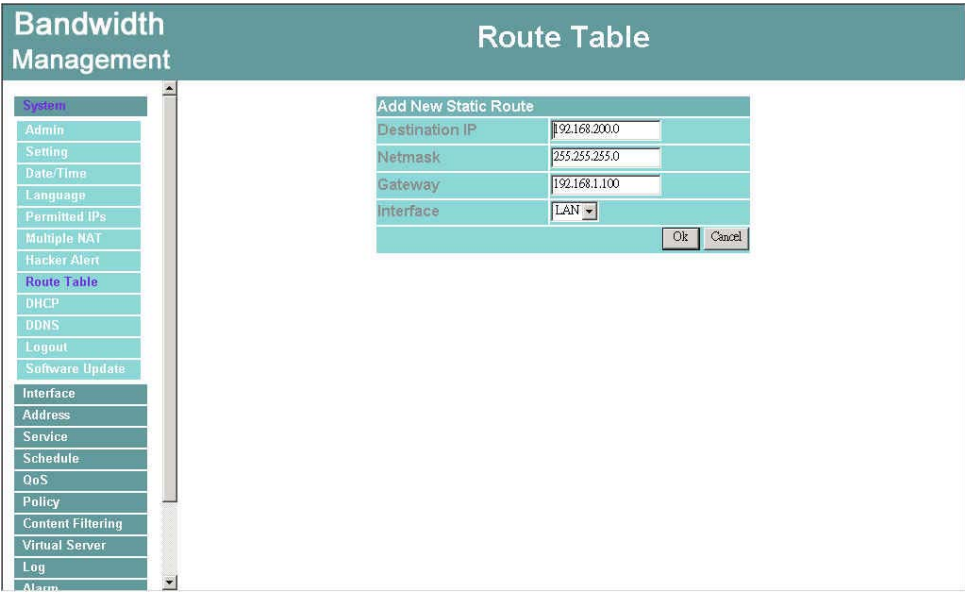 Bandwidth
Management
Route Table
System
Admin
Setting
Date/Time
Language
Permitted IPs
Multiple NAT
Hacker Alert
Route Table
DHCP
DDNS
Logout
Software Update
Interface
Address
Service
Schedule
QoS
Policy
Content Filtering
Virtual Server
Log
Alarm
Add New Static Route
Destination IP 192.168.200.0
Netmask 255.255.255.0
Gateway 192.168.1.100
Interface LAN
Ok Cancel